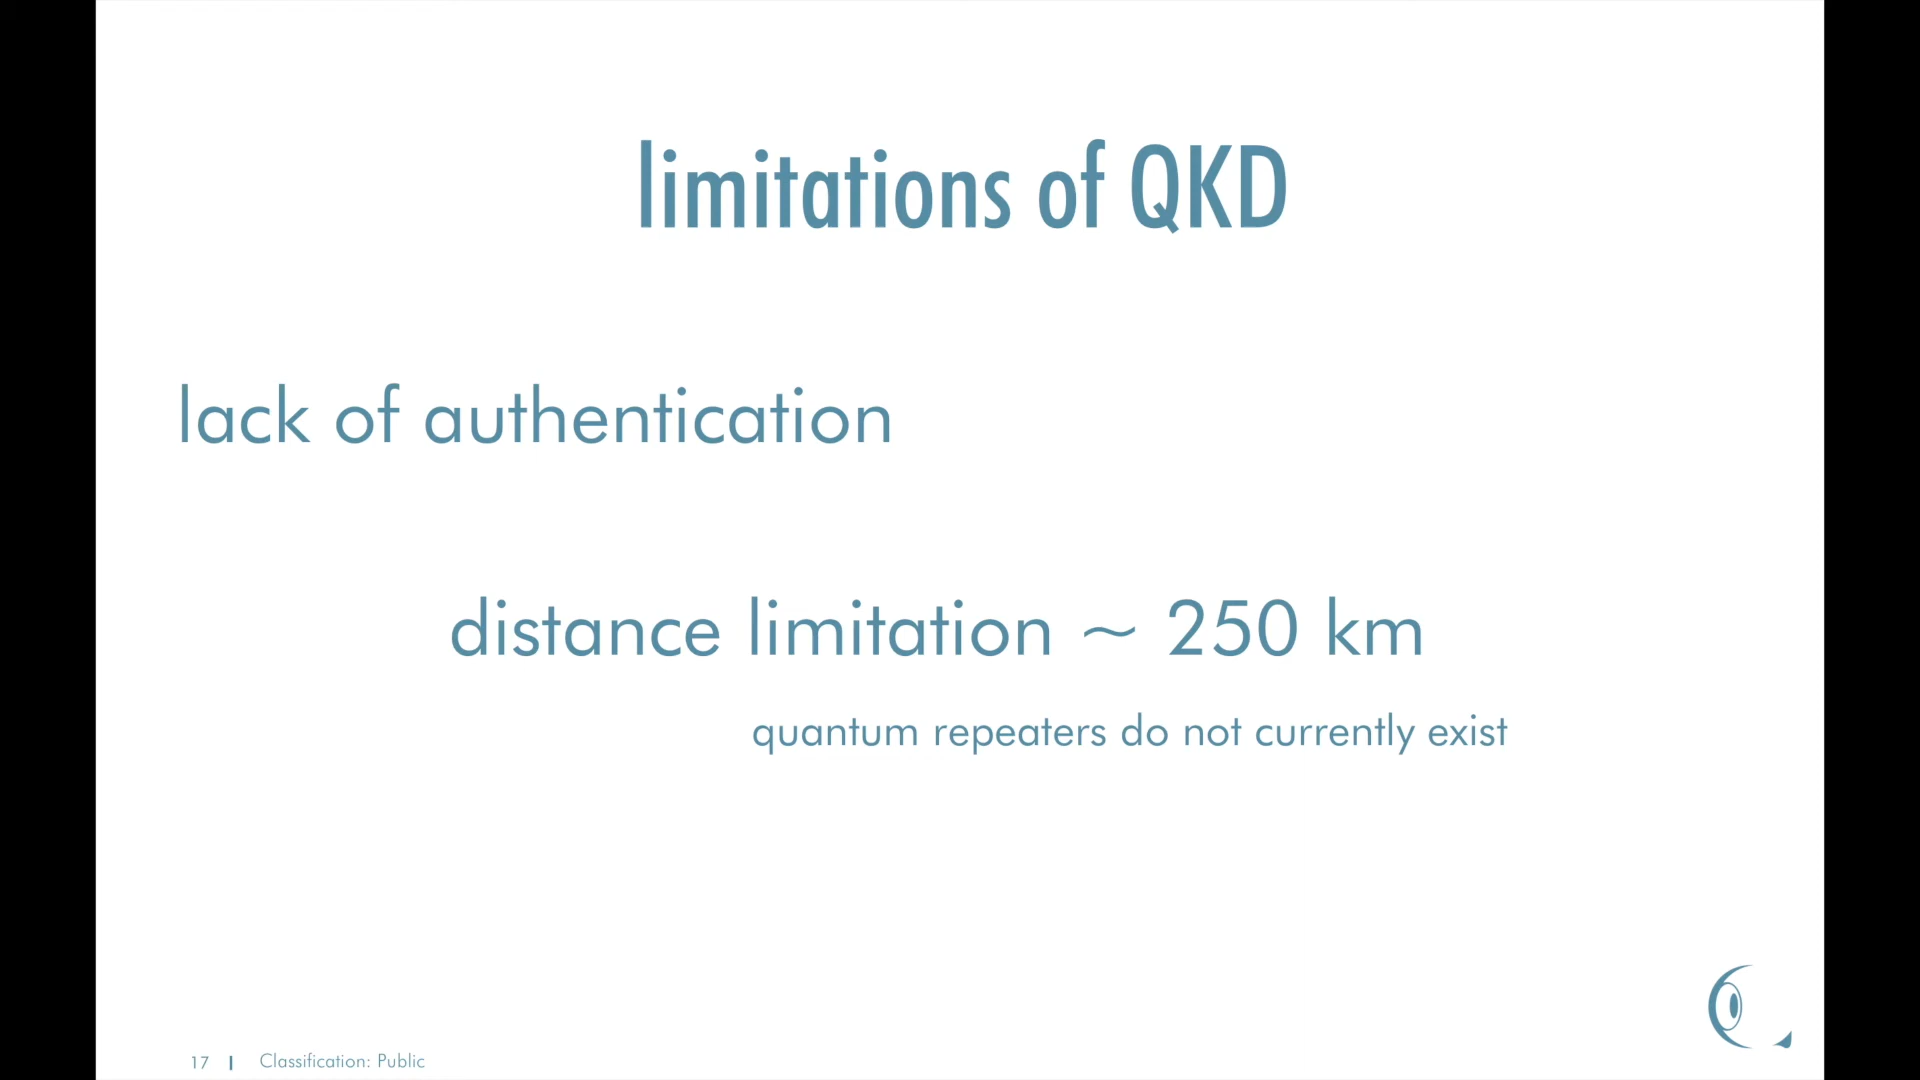 limitations of QKD
lack of authentication
distance limitation ~ 250 km
quantum repeaters do not currently exist
17 | Classification: Public